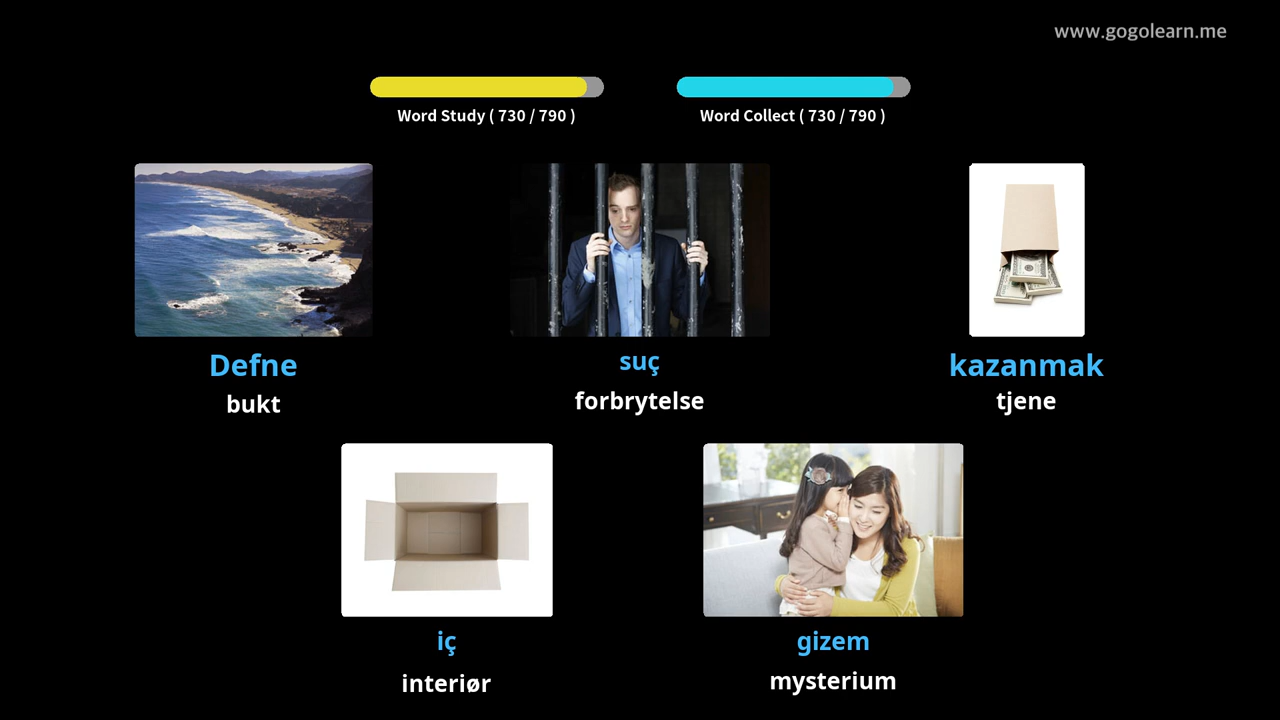 www.gogolearn.me
Word Study ( 730 / 790 )
Word Collect ( 730 / 790 )
Defne
bukt
suç
forbrytelse
kazanmak
tjene
iç
interiør
gizem
mysterium